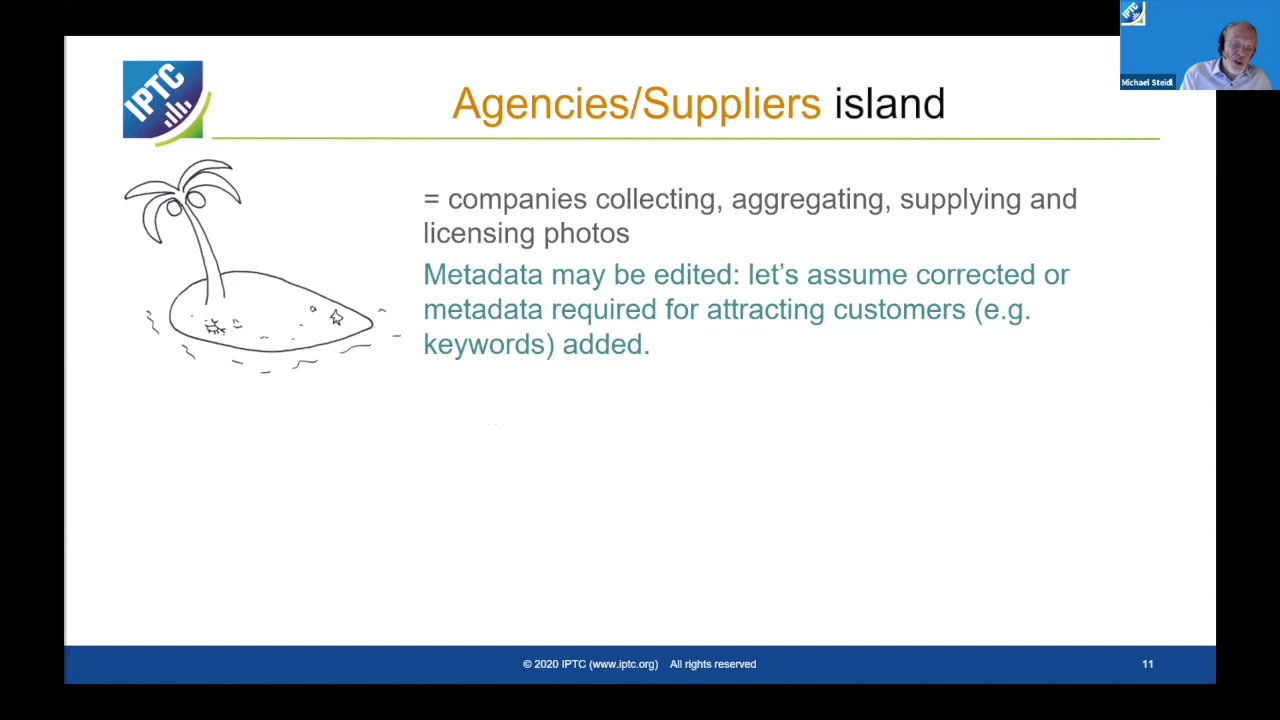 IPTC
Michael Steidl
IPTC
Agencies/Suppliers island
= companies collecting, aggregating, supplying and
licensing photos
Metadata may be edited: let's assume corrected or
metadata required for attracting customers (e.g.
keywords) added.
© 2020 IPTC (www.iptc.org) All rights reserved
11